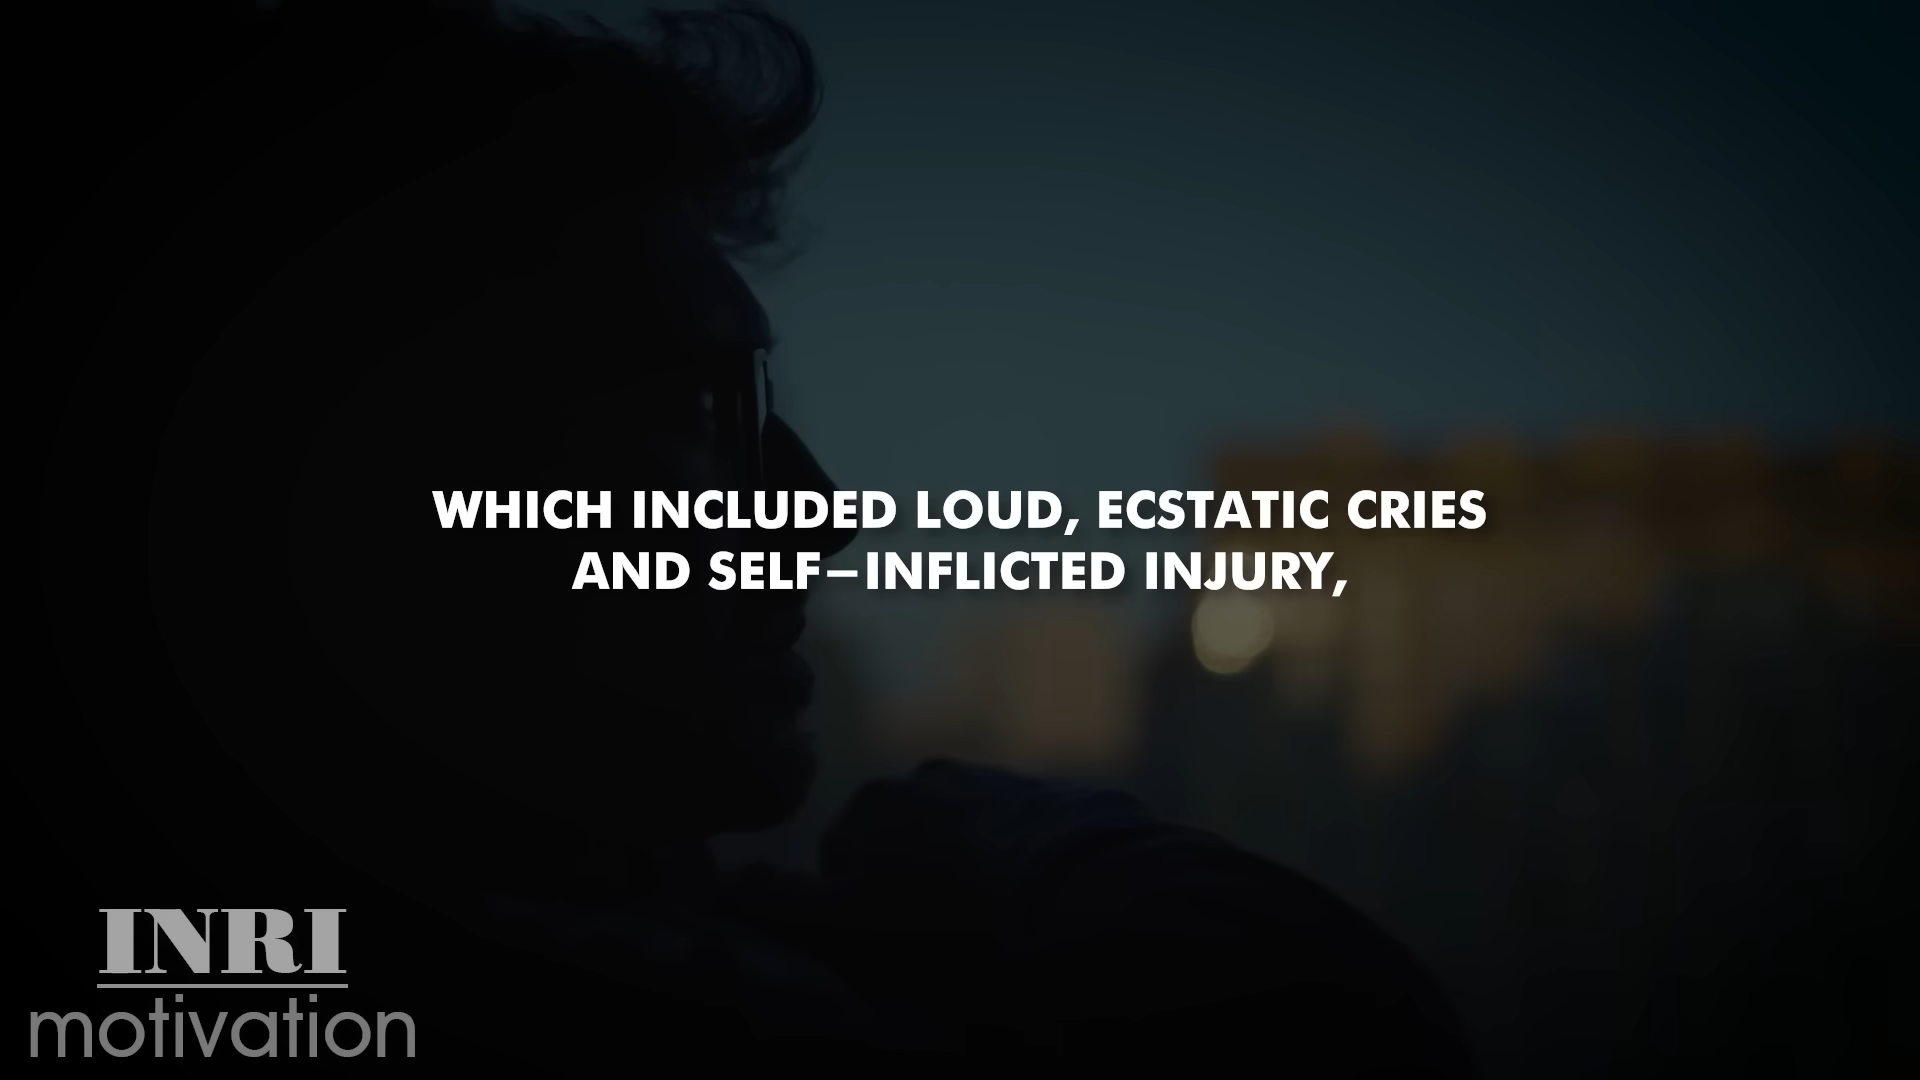 WHICH INCLUDED LOUD, ECSTATIC CRIES
AND SELF–INFLICTED INJURY,
INRI
motivation